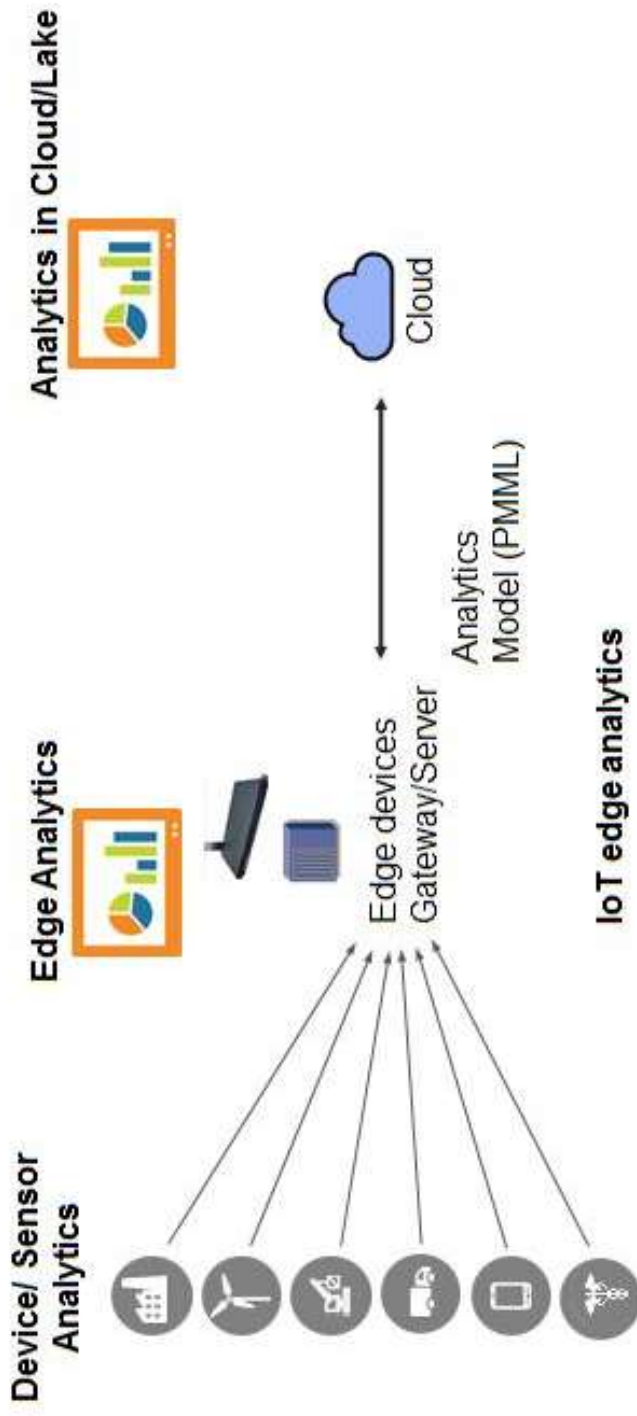 Device/ Sensor
Analytics
Edge Analytics
Analytics in Cloud/Lake
Edge devices
Gateway/Server
Cloud
Analytics
Model (PMML)
IoT edge analytics